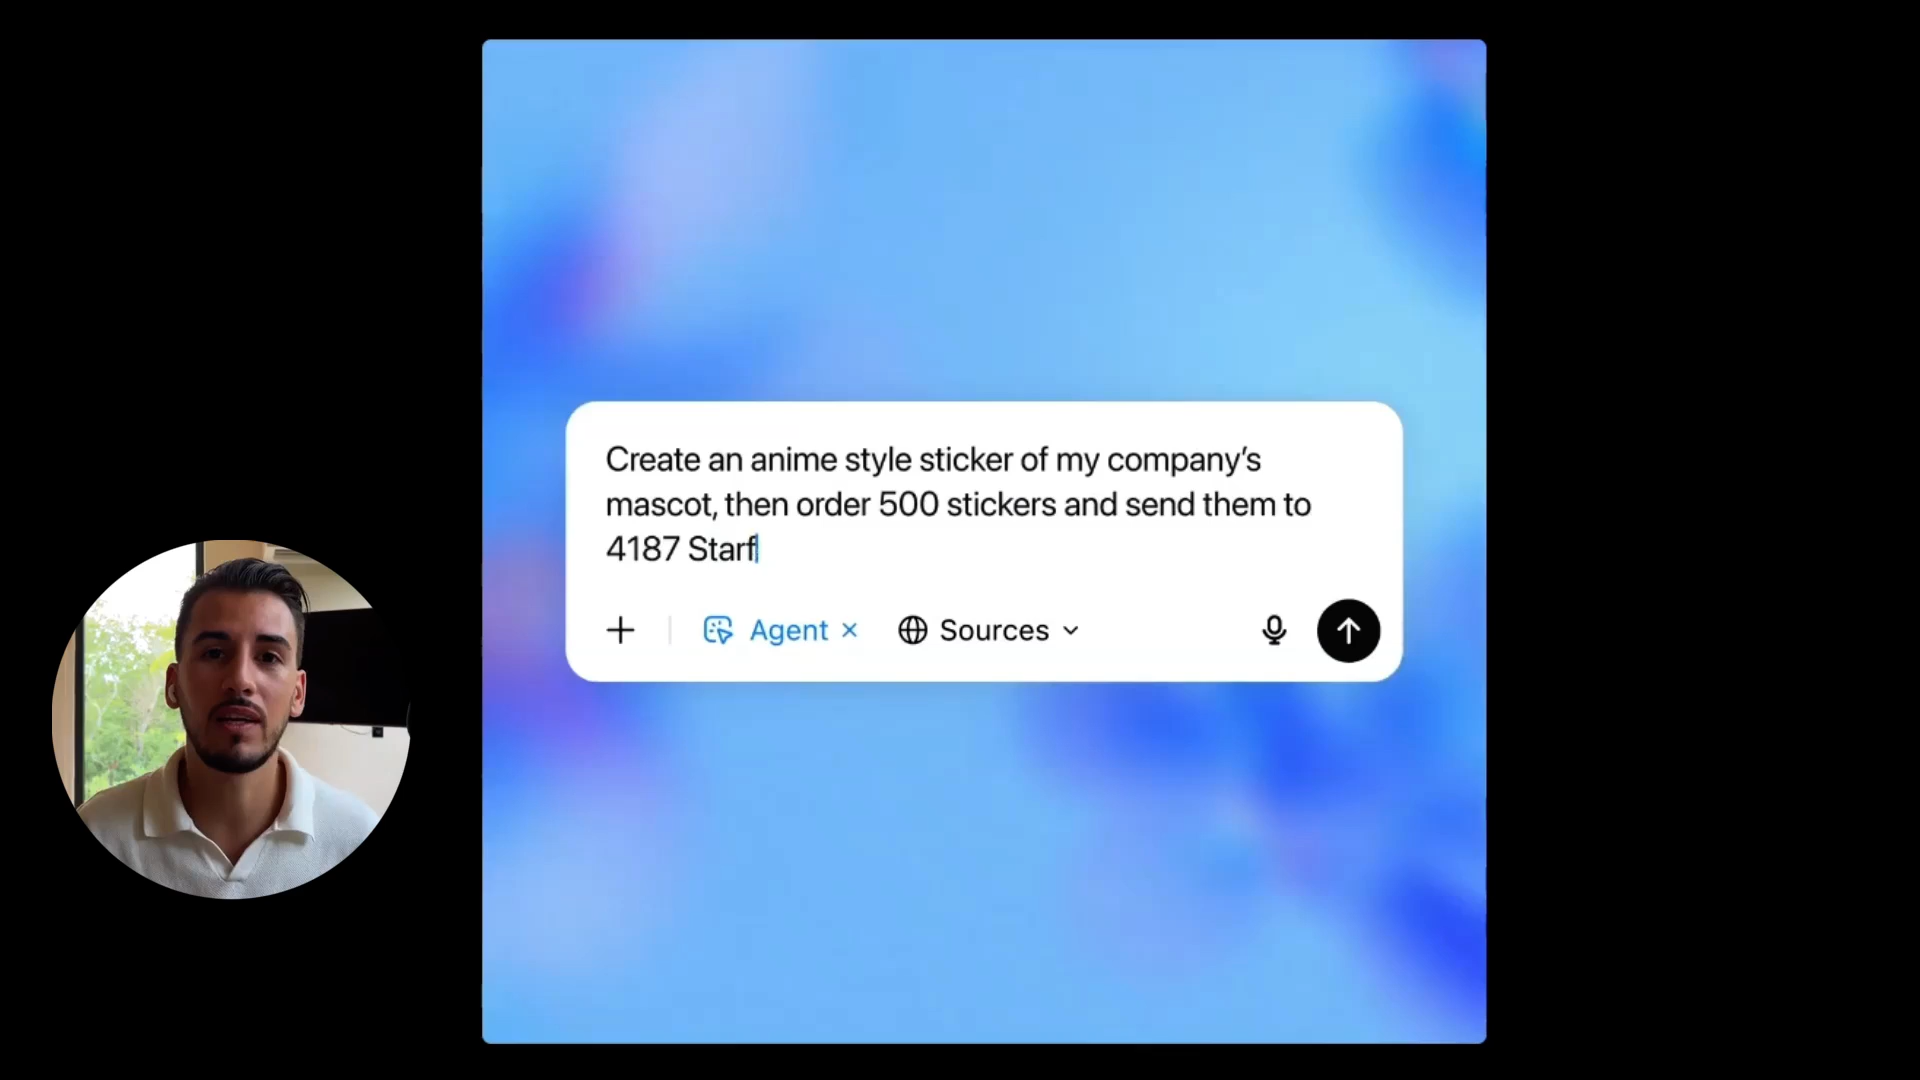 Create an anime style sticker of my company’s
mascot, then order 500 stickers and send them to
4187 Starf
Agent
Sources